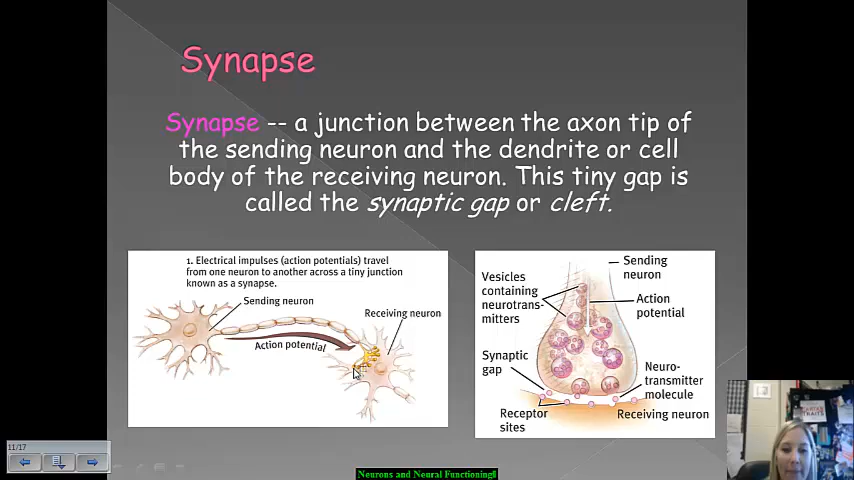 Synapse
Synapse -- a junction between the axon tip of
the sending neuron and the dendrite or cell
body of the receiving neuron. This tiny gap is
called the synaptic gap or cleft.
1. Electrical impulses (action potentials) travel
from one neuron to another across a tiny junction
known as a synapse.
Sending neuron
Receiving neuron
Action potential
Sending
neuron
Vesicles
containing
neurotrans-
mitters
Action
potential
Synaptic
gap
Neuro-
transmitter
molecule
Receptor
sites
Receiving neuron
11/17
Neurons and Neural Functioning